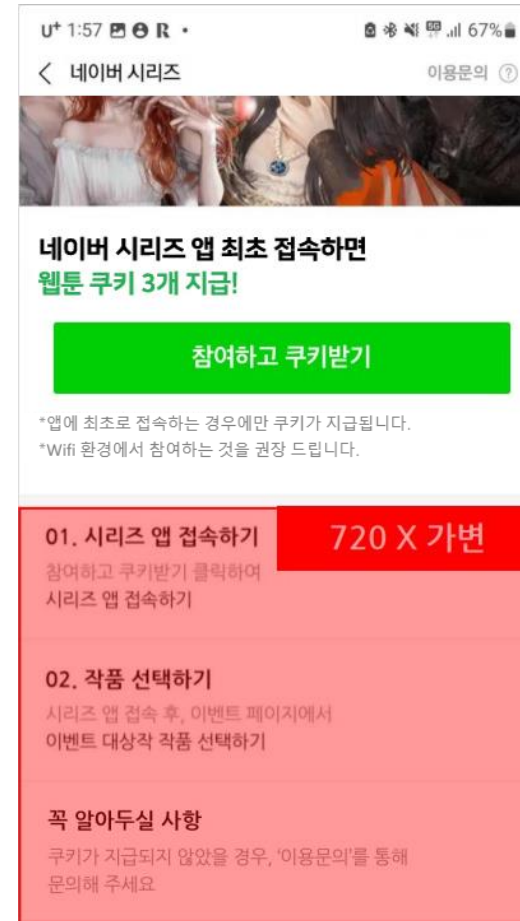 U+ 1:57 R •
67%
네이버 시리즈
이용문의 ?
네이버 시리즈 앱 최초 접속하면
웹툰 쿠키 3개 지급!
참여하고 쿠키받기
*앱에 최초로 접속하는 경우에만 쿠키가 지급됩니다.
*Wifi 환경에서 참여하는 것을 권장 드립니다.
01. 시리즈 앱 접속하기
720 X 가변
참여하고 쿠키받기 클릭하여
시리즈 앱 접속하기
02. 작품 선택하기
시리즈 앱 접속 후, 이벤트 페이지에서
이벤트 대상작 작품 선택하기
꼭 알아두실 사항
쿠키가 지급되지 않았을 경우, '이용문의'를 통해
문의해 주세요